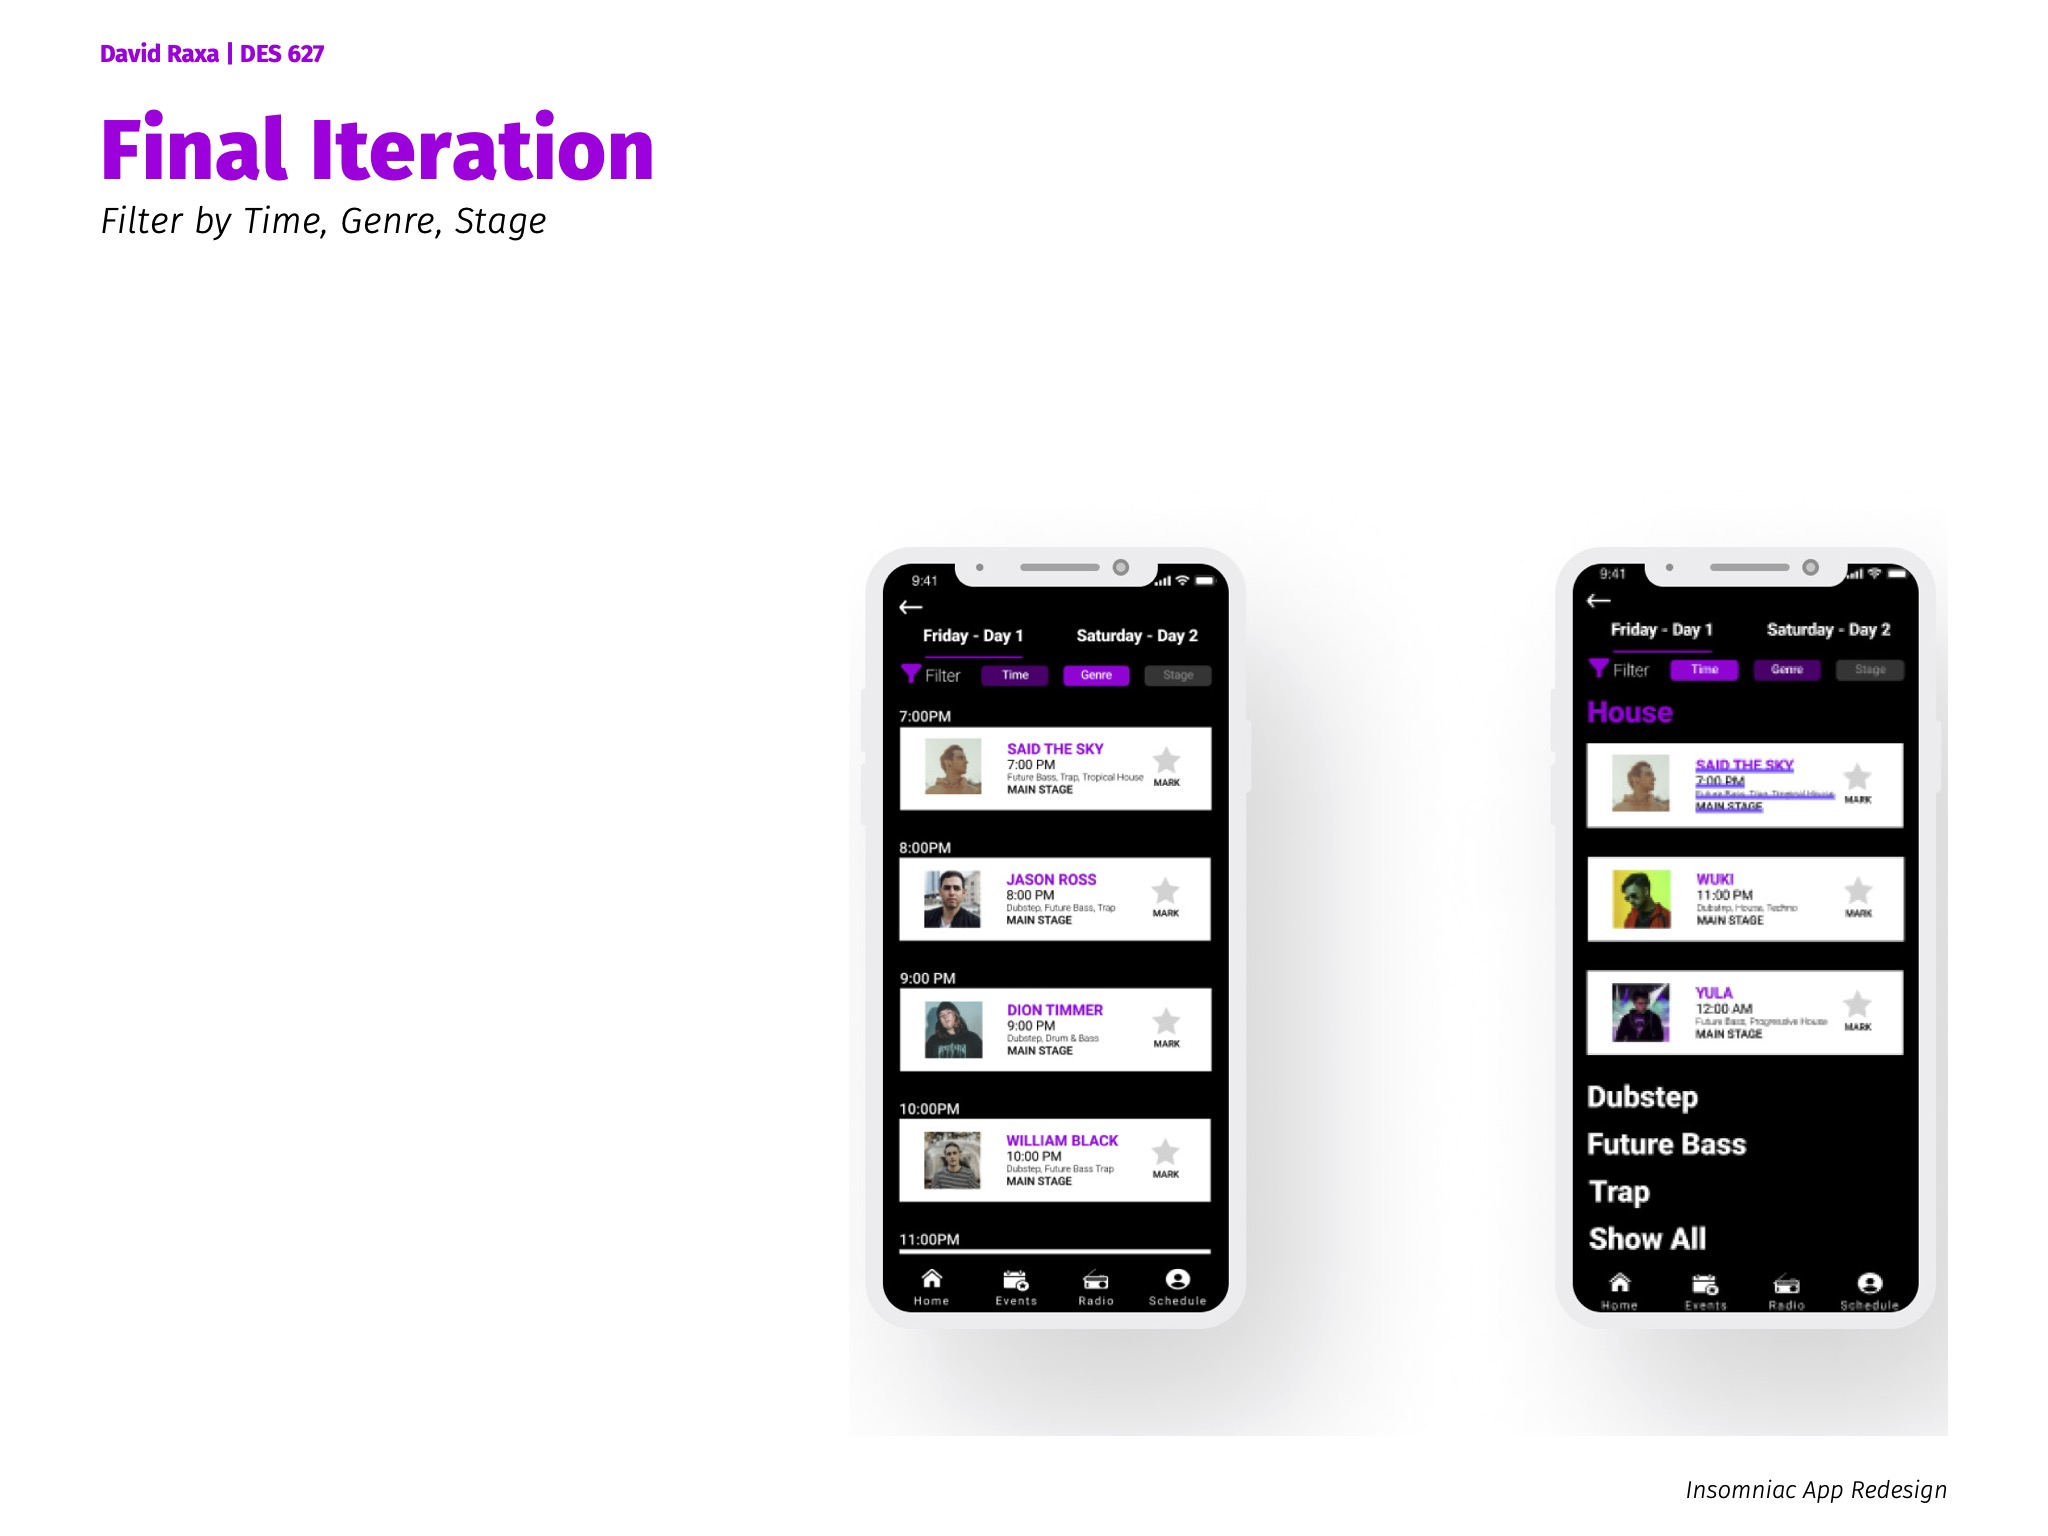 David Raxa | DES 627
Final Iteration
Filter by Time, Genre, Stage
9:41
Friday - Day 1 Saturday - Day 2
Filter Time Genre Stage
7:00PM
SAID THE SKY
7:00 PM
Future Bass, Trap, Tropical House
MAIN STAGE
MARK
8:00PM
JASON ROSS
8:00 PM
Dubstep, Future Bass, Trap
MAIN STAGE
MARK
9:00 PM
DION TIMMER
9:00 PM
Dubstep, Drum & Bass
MAIN STAGE
MARK
10:00PM
WILLIAM BLACK
10:00 PM
Dubstep, Future Bass Trap
MAIN STAGE
MARK
11:00PM
Home Events Radio Schedule
9:41
Friday - Day 1 Saturday - Day 2
Filter Time Genre Stage
House
SAID THE SKY
7:00 PM
Future Bass, Trap, Tropical House
MAIN STAGE
MARK
WUKI
11:00 PM
Dubstep, House, Techno
MAIN STAGE
MARK
YULA
12:00 AM
Future Bass, Progressive House
MAIN STAGE
MARK
Dubstep
Future Bass
Trap
Show All
Home Events Radio Schedule
Insomniac App Redesign